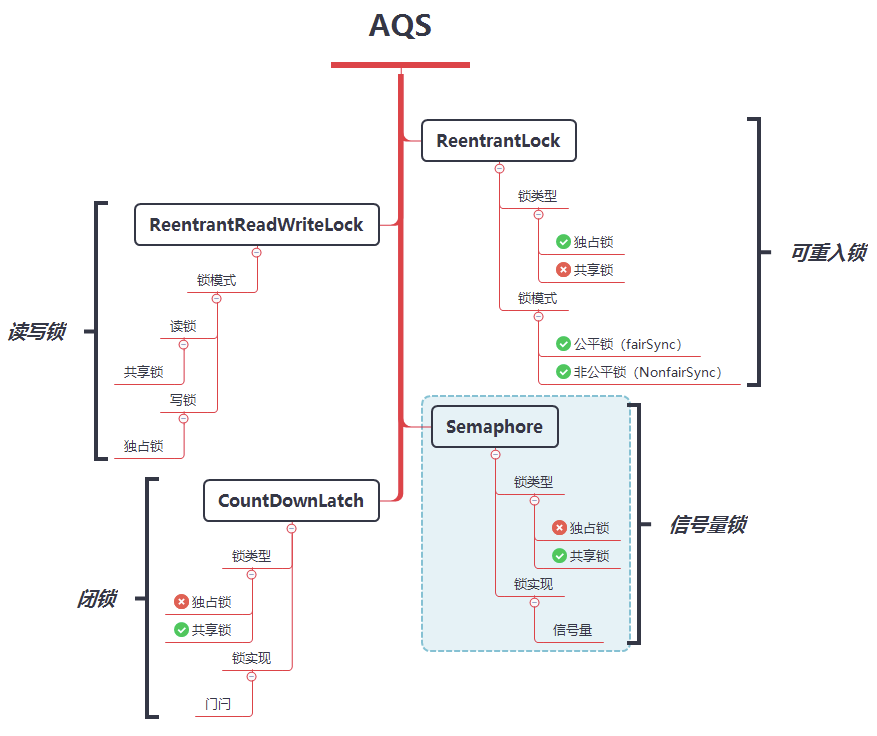 AQS
ReentrantLock
锁类型
独占锁
共享锁
锁模式
公平锁（fairSync）
非公平锁（NonfairSync）
可重入锁
ReentrantReadWriteLock
锁模式
读锁
共享锁
写锁
独占锁
读写锁
Semaphore
锁类型
独占锁
共享锁
锁实现
信号量
信号量锁
CountDownLatch
锁类型
独占锁
共享锁
锁实现
门闩
闭锁